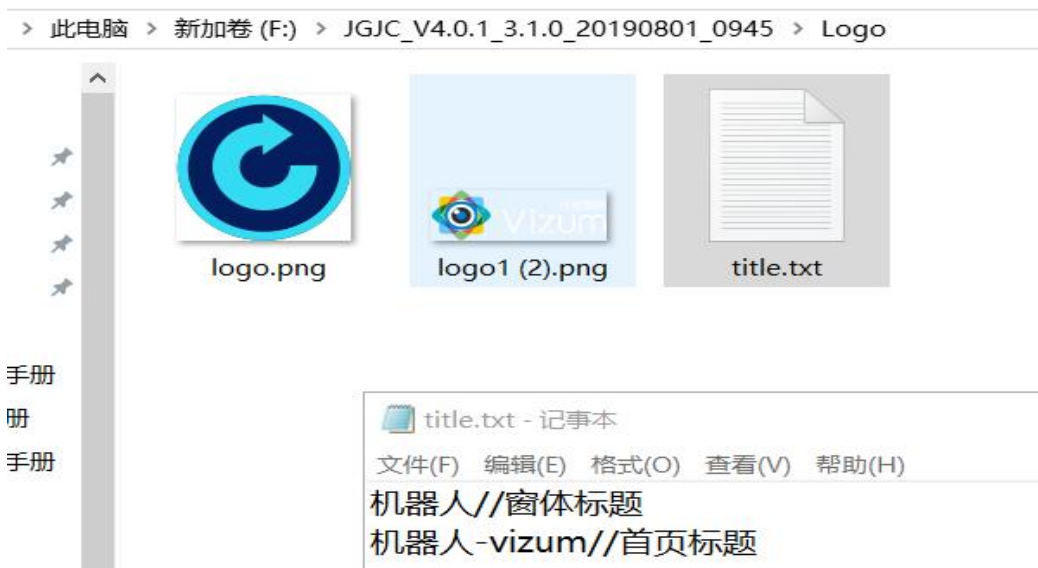 > 此电脑 > 新加卷 (F:) > JGJC_V4.0.1_3.1.0_20190801_0945 > Logo
Vizum
logo.png
logo1 (2).png
title.txt
手册
册
手册
title.txt - 记事本
文件(F) 编辑(E) 格式(O) 查看(V) 帮助(H)
机器人//窗体标题
机器人-vizum//首页标题